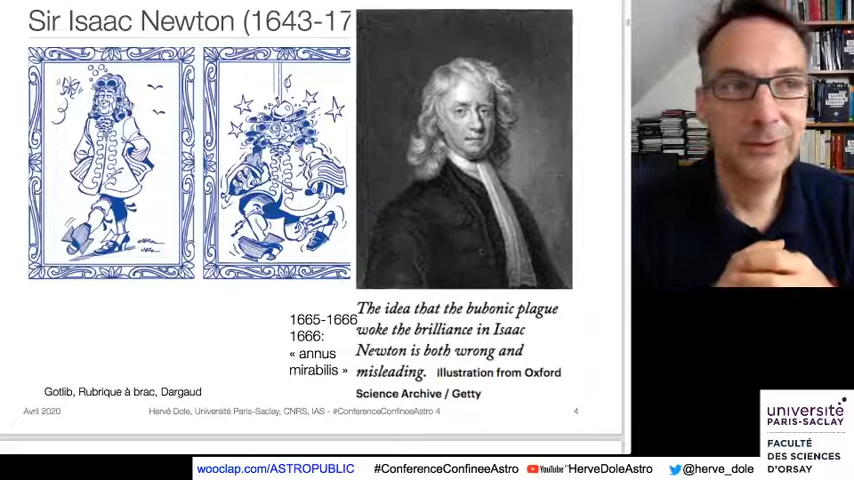 Sir Isaac Newton (1643-17
The idea that the bubonic plague
woke the brilliance in Isaac
Newton is both wrong and
misleading. Illustration from Oxford
Science Archive / Getty
1665-1666
1666:
« annus
mirabilis »
Gotlib, Rubrique à brac, Dargaud
Avril 2020
Hervé Dole, Université Paris-Saclay, CNRS, IAS - #ConferenceConfineeAstro 4
4
université
PARIS-SACLAY
FACULTÉ
DES SCIENCES
D'ORSAY
wooclap.com/ASTROPUBLIC #ConferenceConfineeAstro YouTube HerveDoleAstro @herve_dole